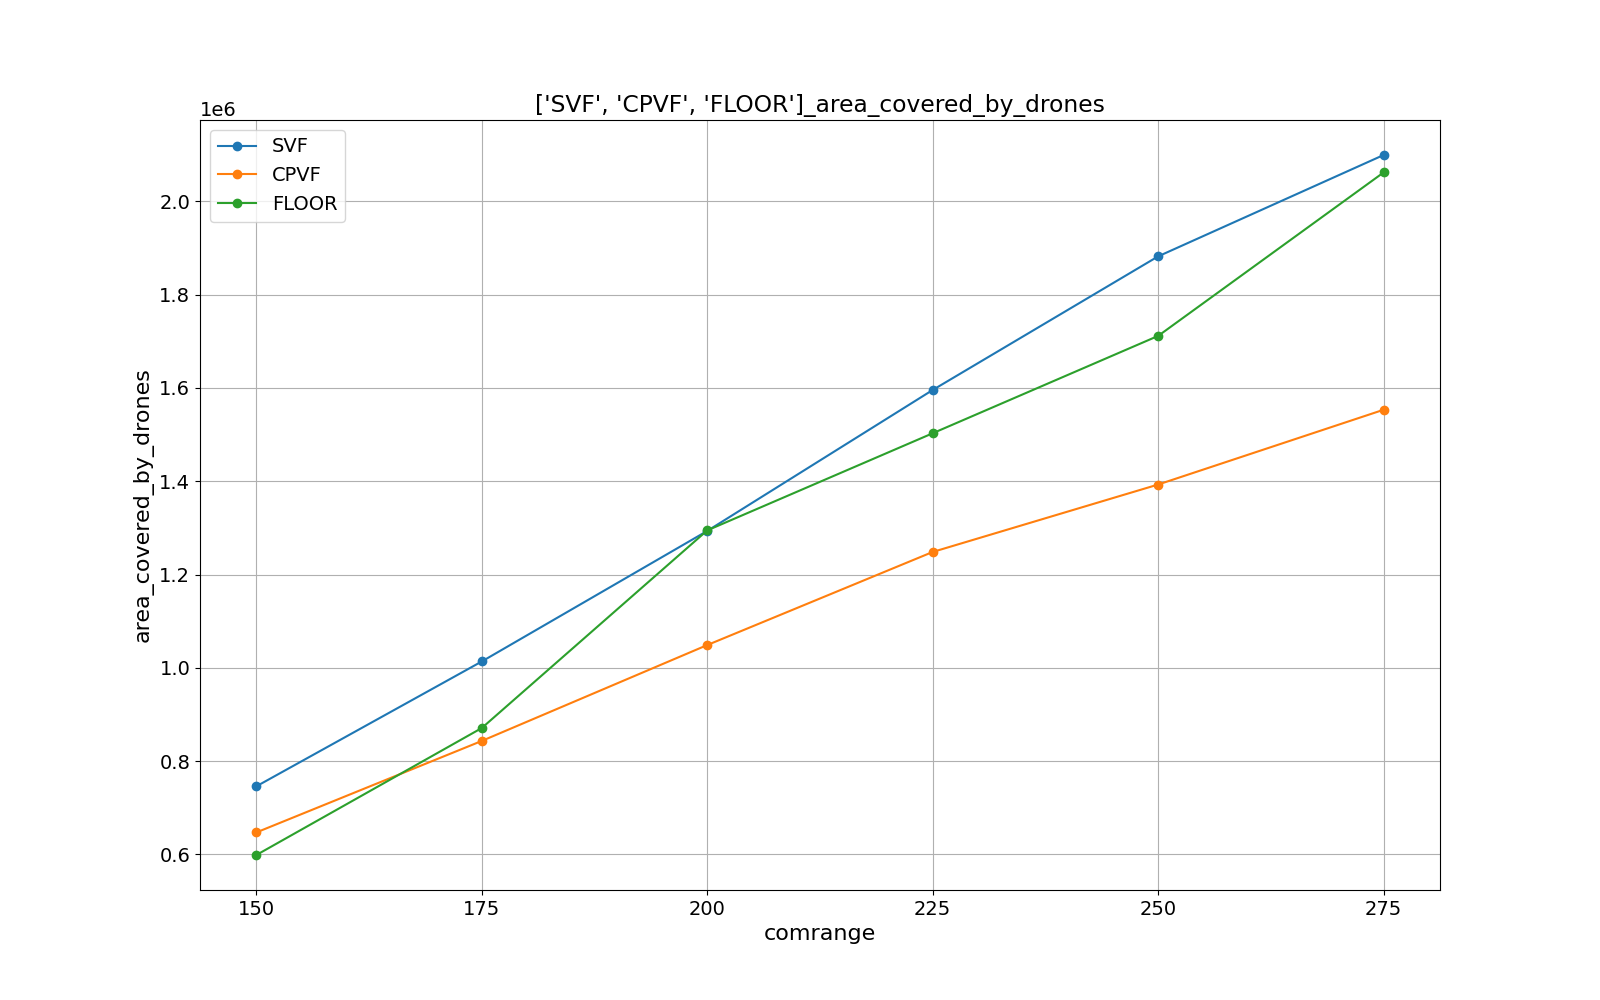 ['SVF', 'CPVF', 'FLOOR']_area_covered_by_drones
1e6
SVF
CPVF
FLOOR
2.0
1.8
1.6
1.4
1.2
1.0
0.8
0.6
area_covered_by_drones
150 175 200 225 250 275
comrange